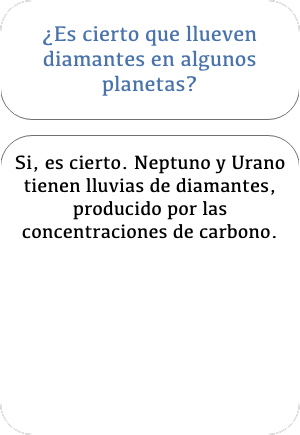 ¿Es cierto que llueven
diamantes en algunos
planetas?
Si, es cierto. Neptuno y Urano
tienen lluvias de diamantes,
producido por las
concentraciones de carbono.